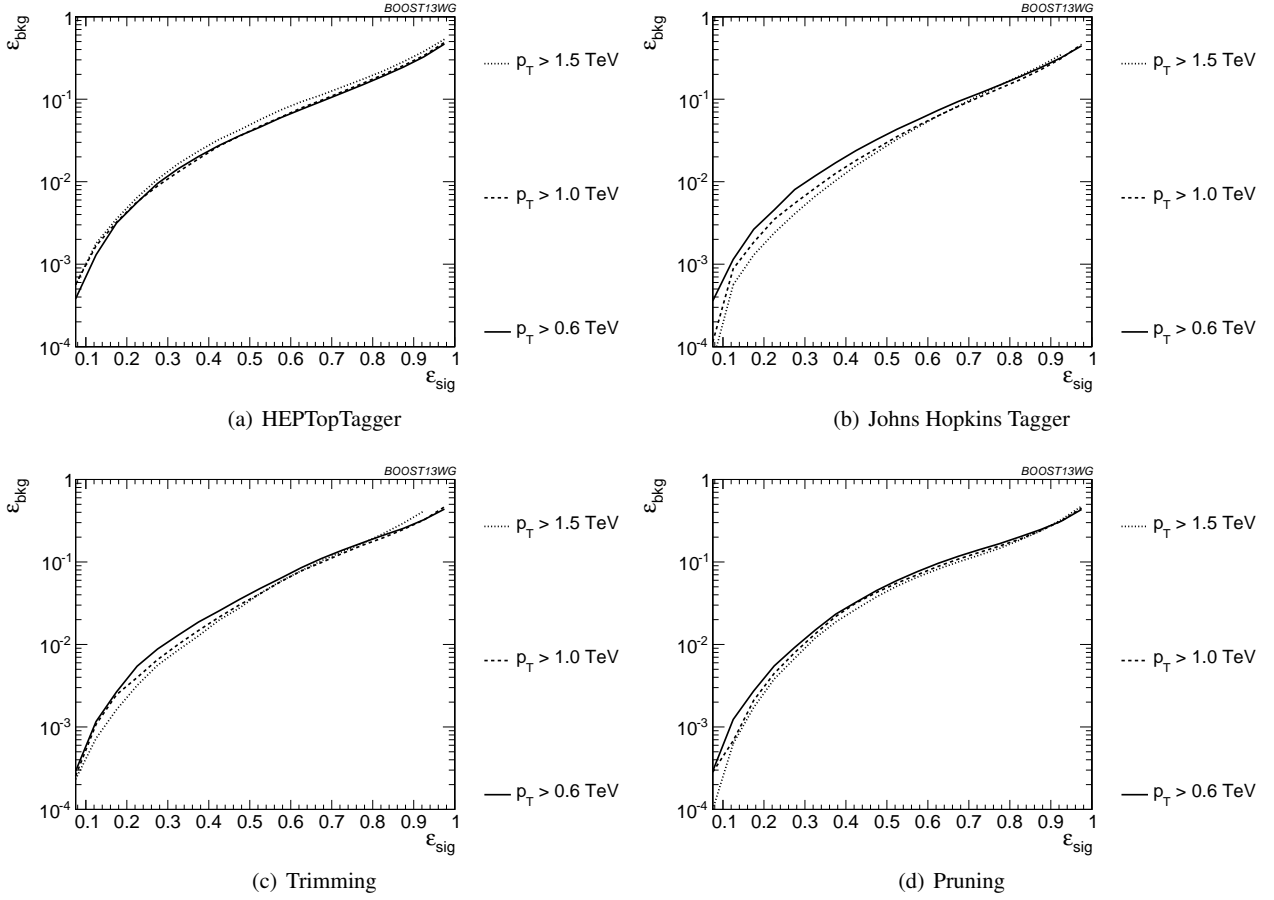 BOOST13WG
ε_bkg
1
10^-1
10^-2
10^-3
10^-4
0.1 0.2 0.3 0.4 0.5 0.6 0.7 0.8 0.9 1
ε_sig
p_T > 1.5 TeV
p_T > 1.0 TeV
p_T > 0.6 TeV
(a) HEPTopTagger
BOOST13WG
ε_bkg
1
10^-1
10^-2
10^-3
10^-4
0.1 0.2 0.3 0.4 0.5 0.6 0.7 0.8 0.9 1
ε_sig
p_T > 1.5 TeV
p_T > 1.0 TeV
p_T > 0.6 TeV
(b) Johns Hopkins Tagger
BOOST13WG
ε_bkg
1
10^-1
10^-2
10^-3
10^-4
0.1 0.2 0.3 0.4 0.5 0.6 0.7 0.8 0.9 1
ε_sig
p_T > 1.5 TeV
p_T > 1.0 TeV
p_T > 0.6 TeV
(c) Trimming
BOOST13WG
ε_bkg
1
10^-1
10^-2
10^-3
10^-4
0.1 0.2 0.3 0.4 0.5 0.6 0.7 0.8 0.9 1
ε_sig
p_T > 1.5 TeV
p_T > 1.0 TeV
p_T > 0.6 TeV
(d) Pruning